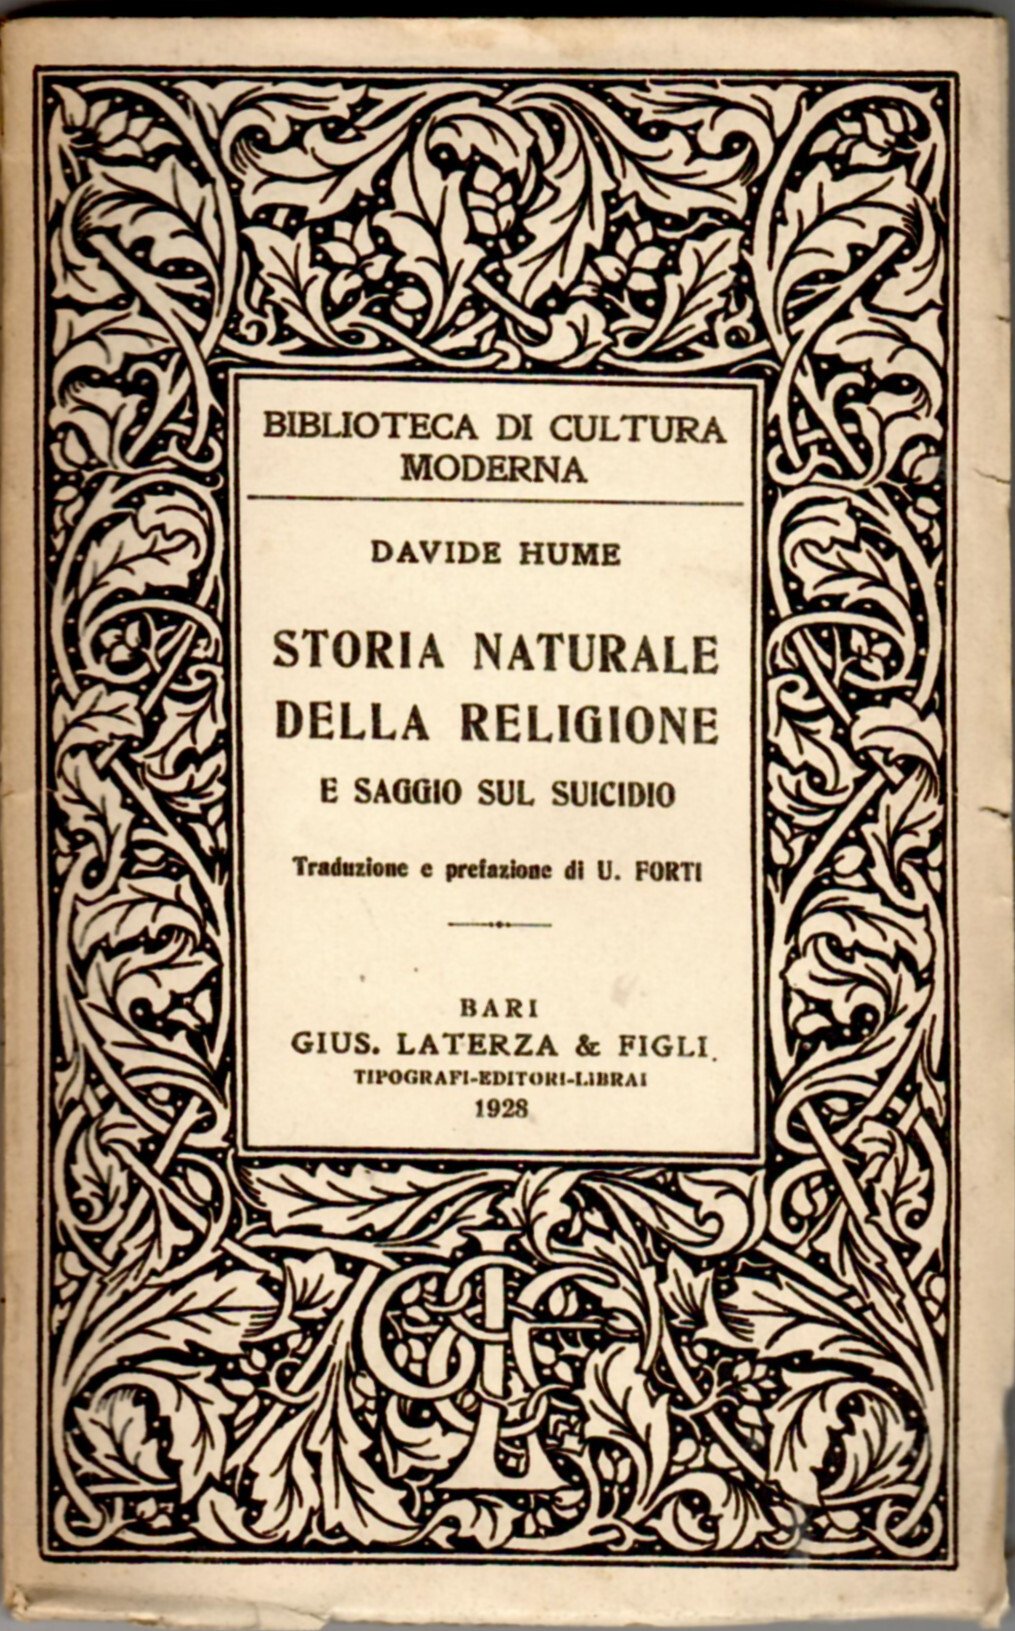 BIBLIOTECA DI CULTURA
MODERNA
DAVIDE HUME
STORIA NATURALE
DELLA RELIGIONE
E SAGGIO SUL SUICIDIO
Traduzione e prefazione di U. FORTI
BARI
GIUS. LATERZA & FIGLI
TIPOGRAFI-EDITORI-LIBRAI
1928